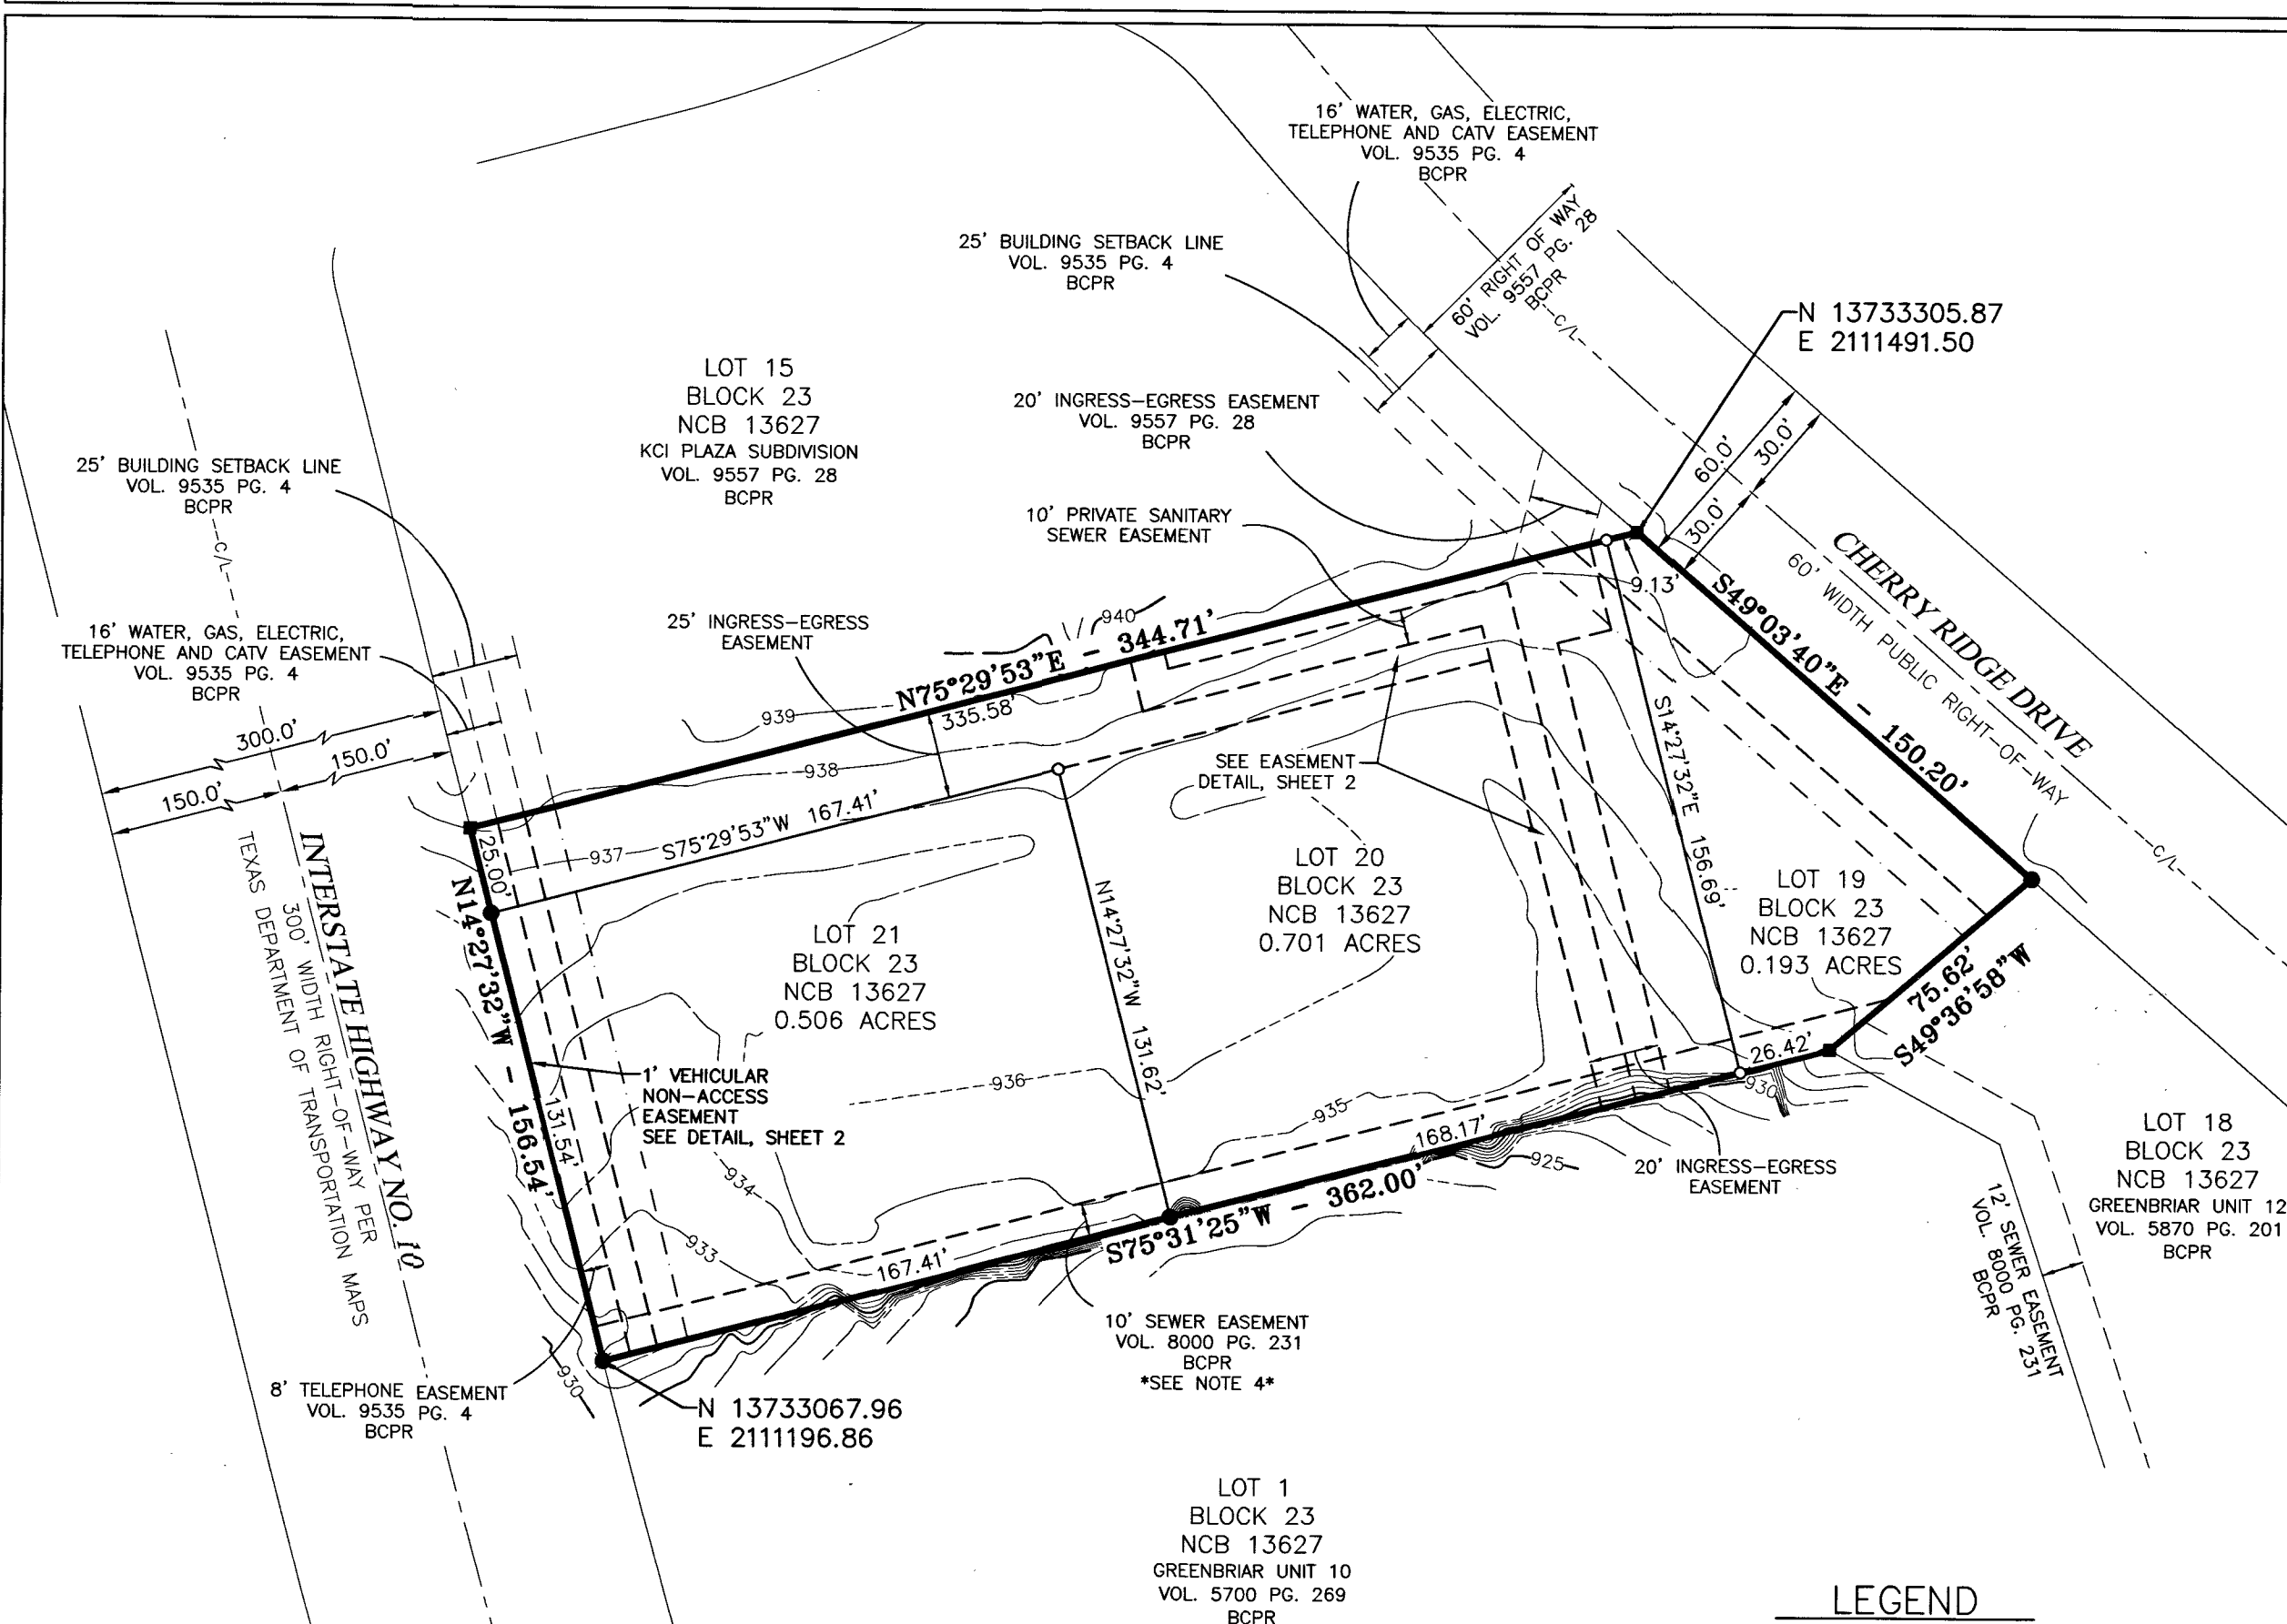 16' WATER, GAS, ELECTRIC,
TELEPHONE AND CATV EASEMENT
VOL. 9535 PG. 4
BCPR
25' BUILDING SETBACK LINE
VOL. 9535 PG. 4
BCPR
60' RIGHT OF WAY
VOL. 9557 PG. 28
BCPR
C/L
N 13733305.87
E 2111491.50
LOT 15
BLOCK 23
NCB 13627
KCI PLAZA SUBDIVISION
VOL. 9557 PG. 28
BCPR
20' INGRESS-EGRESS EASEMENT
VOL. 9557 PG. 28
BCPR
60.0'
30.0'
30.0'
25' BUILDING SETBACK LINE
VOL. 9535 PG. 4
BCPR
C/L
10' PRIVATE SANITARY
SEWER EASEMENT
CHERRY RIDGE DRIVE
60' WIDTH PUBLIC RIGHT-OF-WAY
C/L
S49°03'40"E - 150.20'
9.13'
16' WATER, GAS, ELECTRIC,
TELEPHONE AND CATV EASEMENT
VOL. 9535 PG. 4
BCPR
25' INGRESS-EGRESS
EASEMENT
940
N75°29'53"E - 344.71'
335.58'
939
938
300.0'
150.0'
150.0'
SEE EASEMENT
DETAIL, SHEET 2
S14°27'32"E 156.69'
25.00'
937
S75°29'53"W 167.41'
INTERSTATE HIGHWAY NO. 10
300' WIDTH RIGHT-OF-WAY PER
TEXAS DEPARTMENT OF TRANSPORTATION MAPS
N14°27'32"W - 156.54'
131.54'
LOT 21
BLOCK 23
NCB 13627
0.506 ACRES
N14°27'32"W 131.62'
LOT 20
BLOCK 23
NCB 13627
0.701 ACRES
LOT 19
BLOCK 23
NCB 13627
0.193 ACRES
75.62'
S49°36'58"W
26.42'
930
1' VEHICULAR
NON-ACCESS
EASEMENT
SEE DETAIL, SHEET 2
936
935
934
933
168.17'
925
20' INGRESS-EGRESS
EASEMENT
LOT 18
BLOCK 23
NCB 13627
GREENBRIAR UNIT 12
VOL. 5870 PG. 201
BCPR
12' SEWER EASEMENT
VOL. 8000 PG. 231
BCPR
S75°31'25"W - 362.00'
167.41'
10' SEWER EASEMENT
VOL. 8000 PG. 231
BCPR
*SEE NOTE 4*
930
8' TELEPHONE EASEMENT
VOL. 9535 PG. 4
BCPR
N 13733067.96
E 2111196.86
LOT 1
BLOCK 23
NCB 13627
GREENBRIAR UNIT 10
VOL. 5700 PG. 269
BCPR
LEGEND